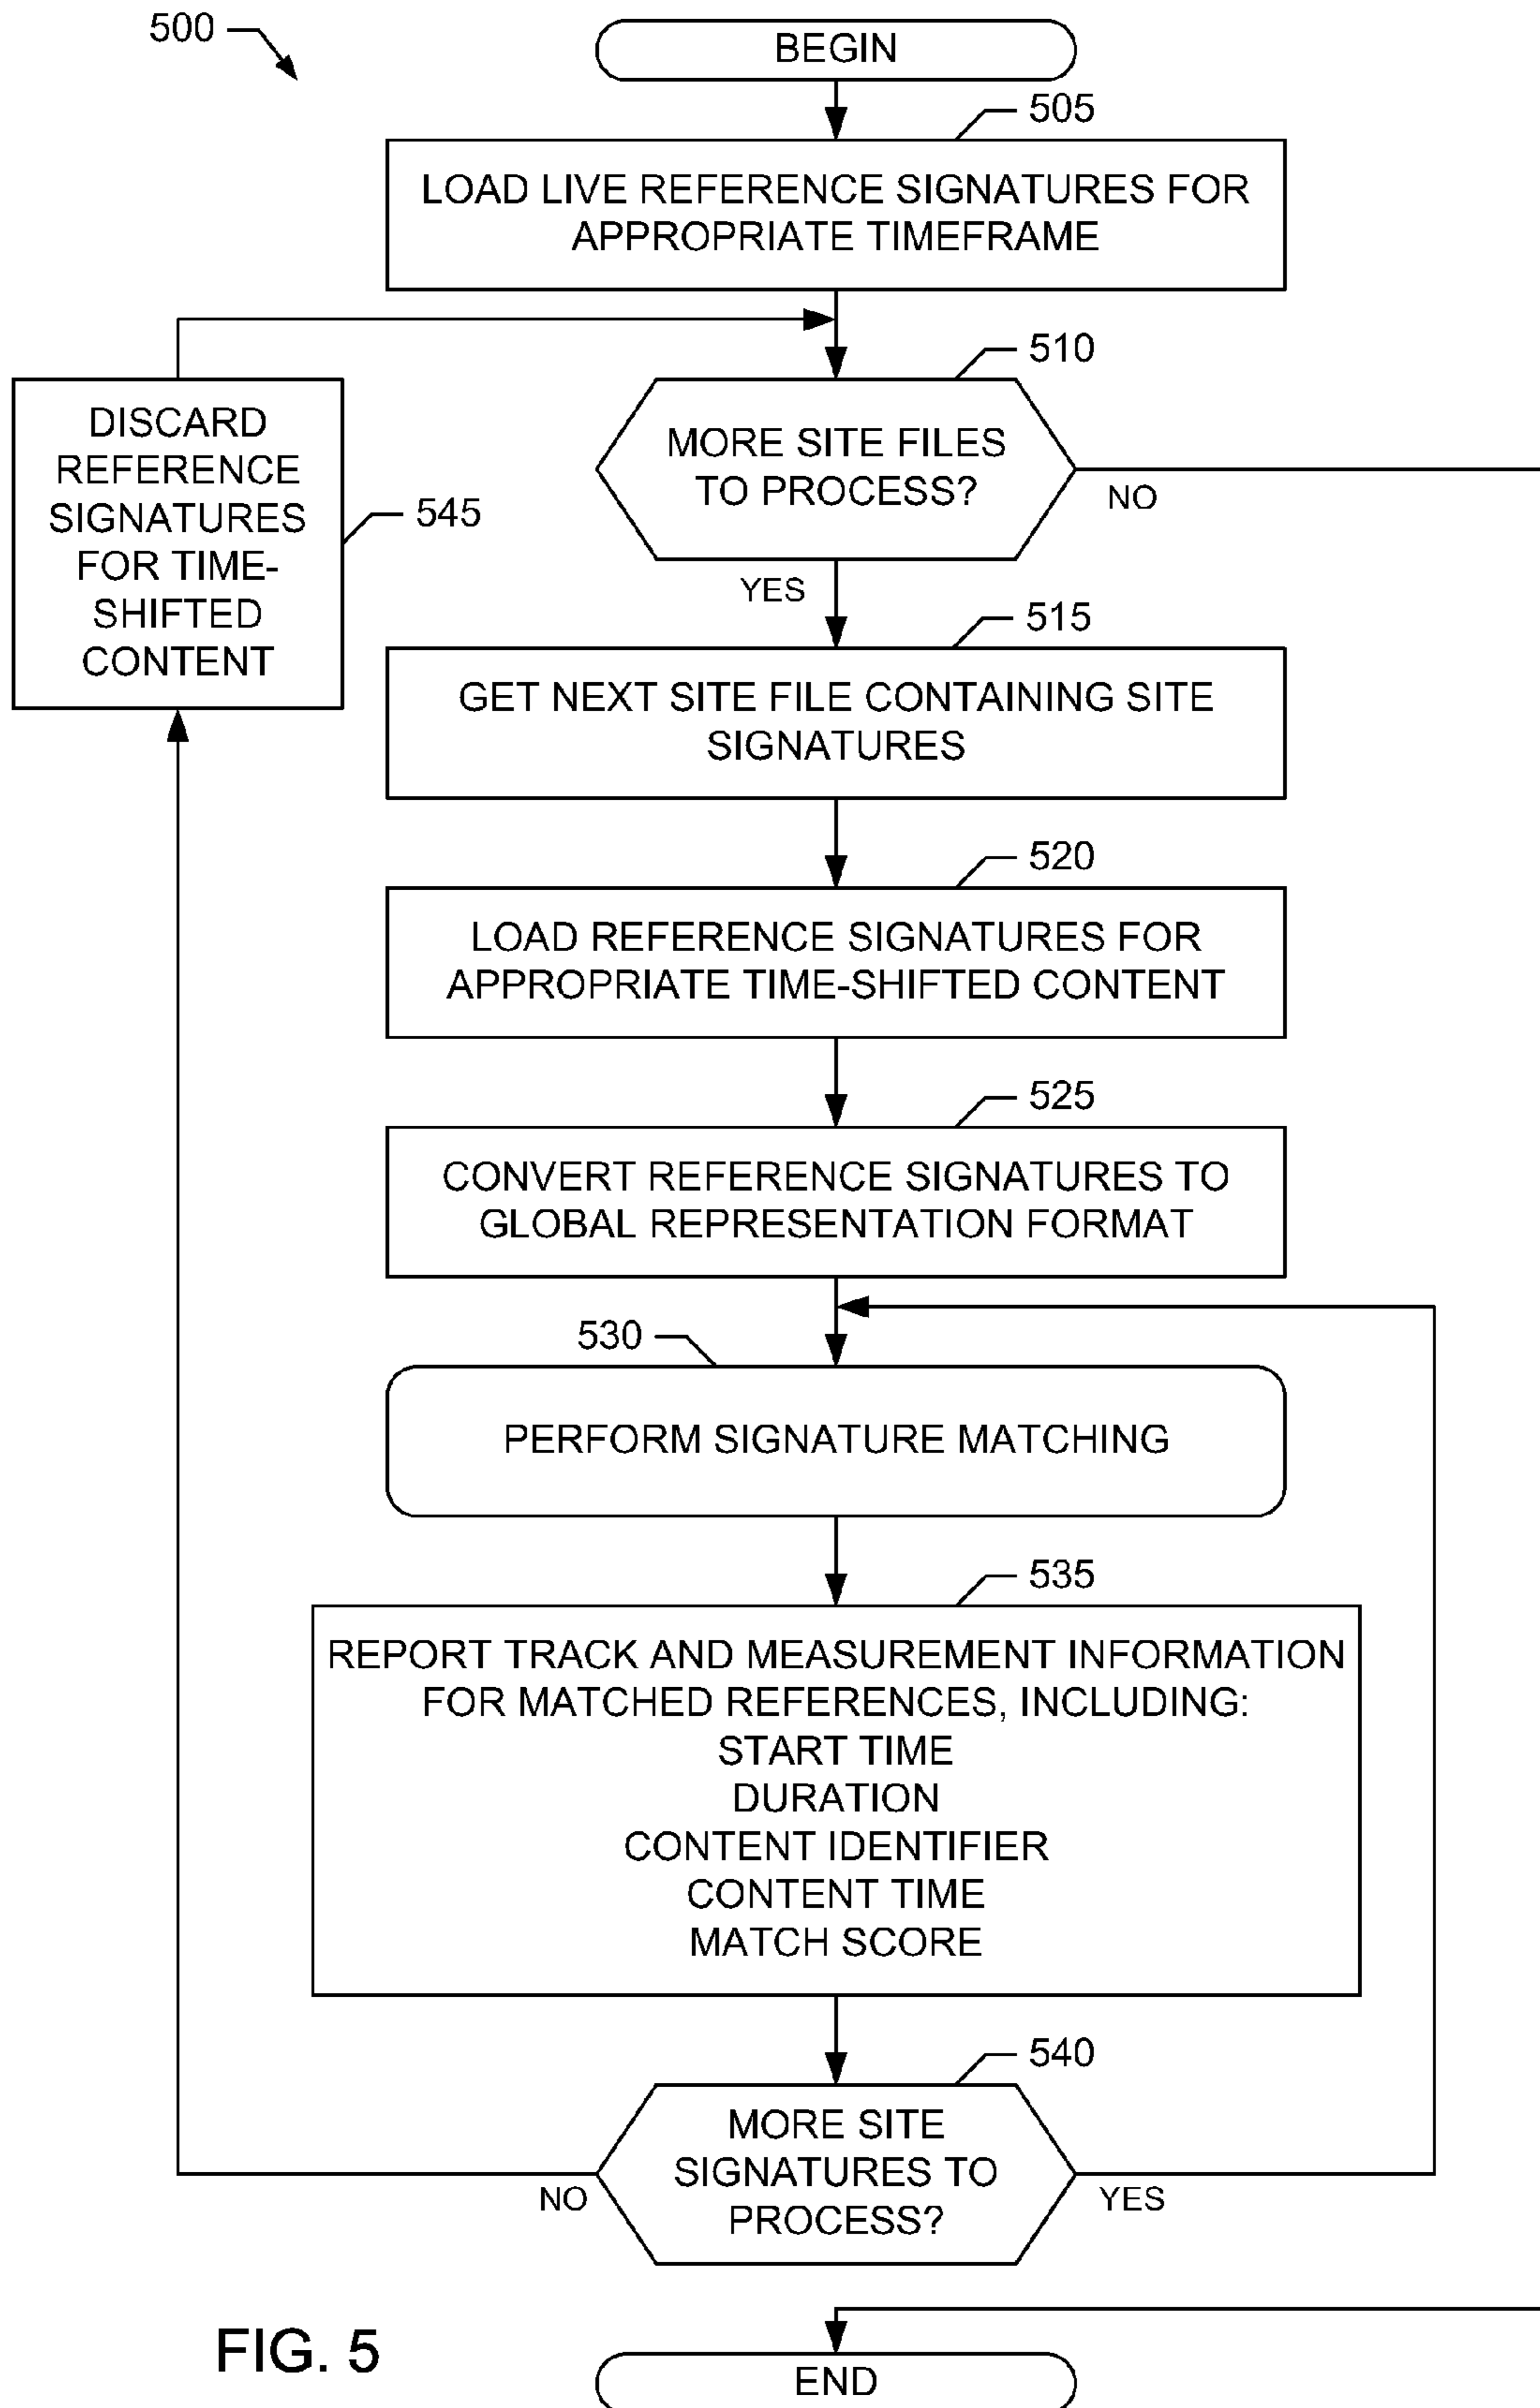 500
BEGIN
505
LOAD LIVE REFERENCE SIGNATURES FOR
APPROPRIATE TIMEFRAME
510
MORE SITE FILES
TO PROCESS?
NO
YES
DISCARD
REFERENCE
SIGNATURES
FOR TIME-
SHIFTED
CONTENT
545
515
GET NEXT SITE FILE CONTAINING SITE
SIGNATURES
520
LOAD REFERENCE SIGNATURES FOR
APPROPRIATE TIME-SHIFTED CONTENT
525
CONVERT REFERENCE SIGNATURES TO
GLOBAL REPRESENTATION FORMAT
530
PERFORM SIGNATURE MATCHING
535
REPORT TRACK AND MEASUREMENT INFORMATION
FOR MATCHED REFERENCES, INCLUDING:
START TIME
DURATION
CONTENT IDENTIFIER
CONTENT TIME
MATCH SCORE
540
MORE SITE
SIGNATURES TO
PROCESS?
NO
YES
FIG. 5
END